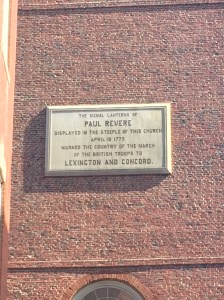 THE SIGNAL LANTERNS OF
PAUL REVERE
DISPLAYED IN THE STEEPLE OF THIS CHURCH
APRIL 18 1775
WARNED THE COUNTRY OF THE MARCH
OF THE BRITISH TROOPS TO
LEXINGTON AND CONCORD.